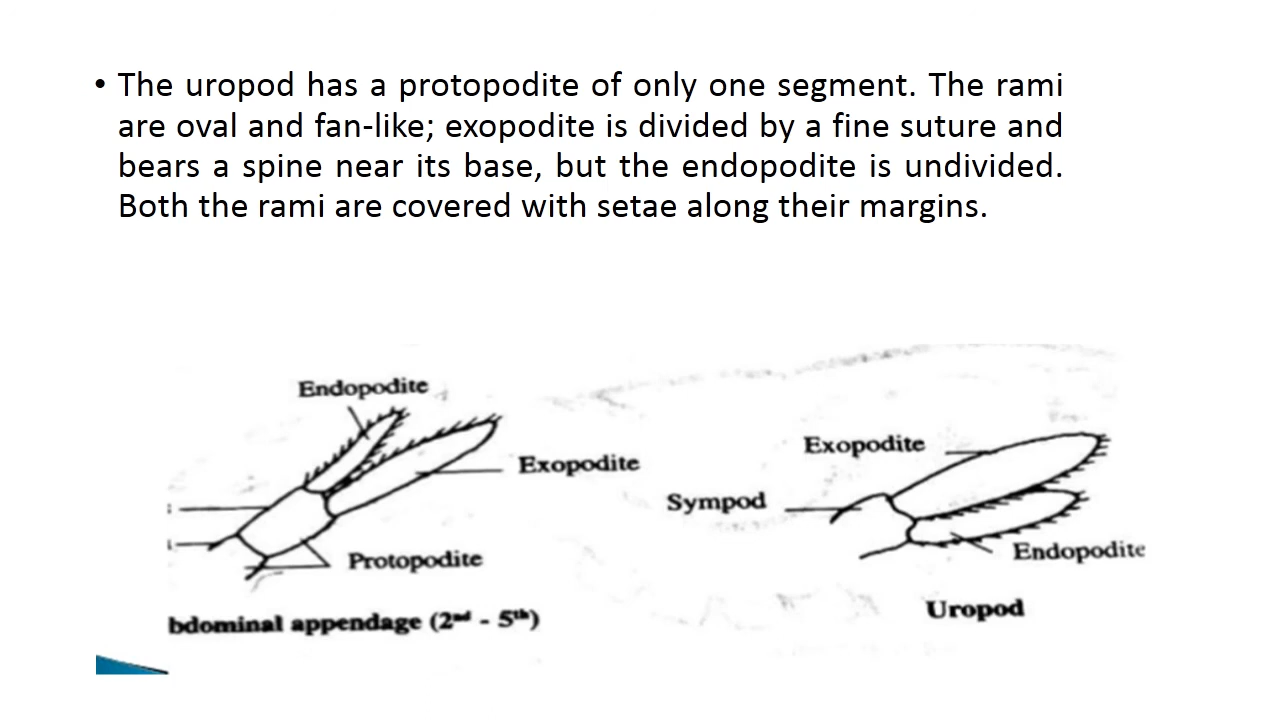 • The uropod has a protopodite of only one segment. The rami
are oval and fan-like; exopodite is divided by a fine suture and
bears a spine near its base, but the endopodite is undivided.
Both the rami are covered with setae along their margins.
Endopodite
Exopodite
Protopodite
bdominal appendage (2nd - 5th)
Exopodite
Sympod
Endopodite
Uropod